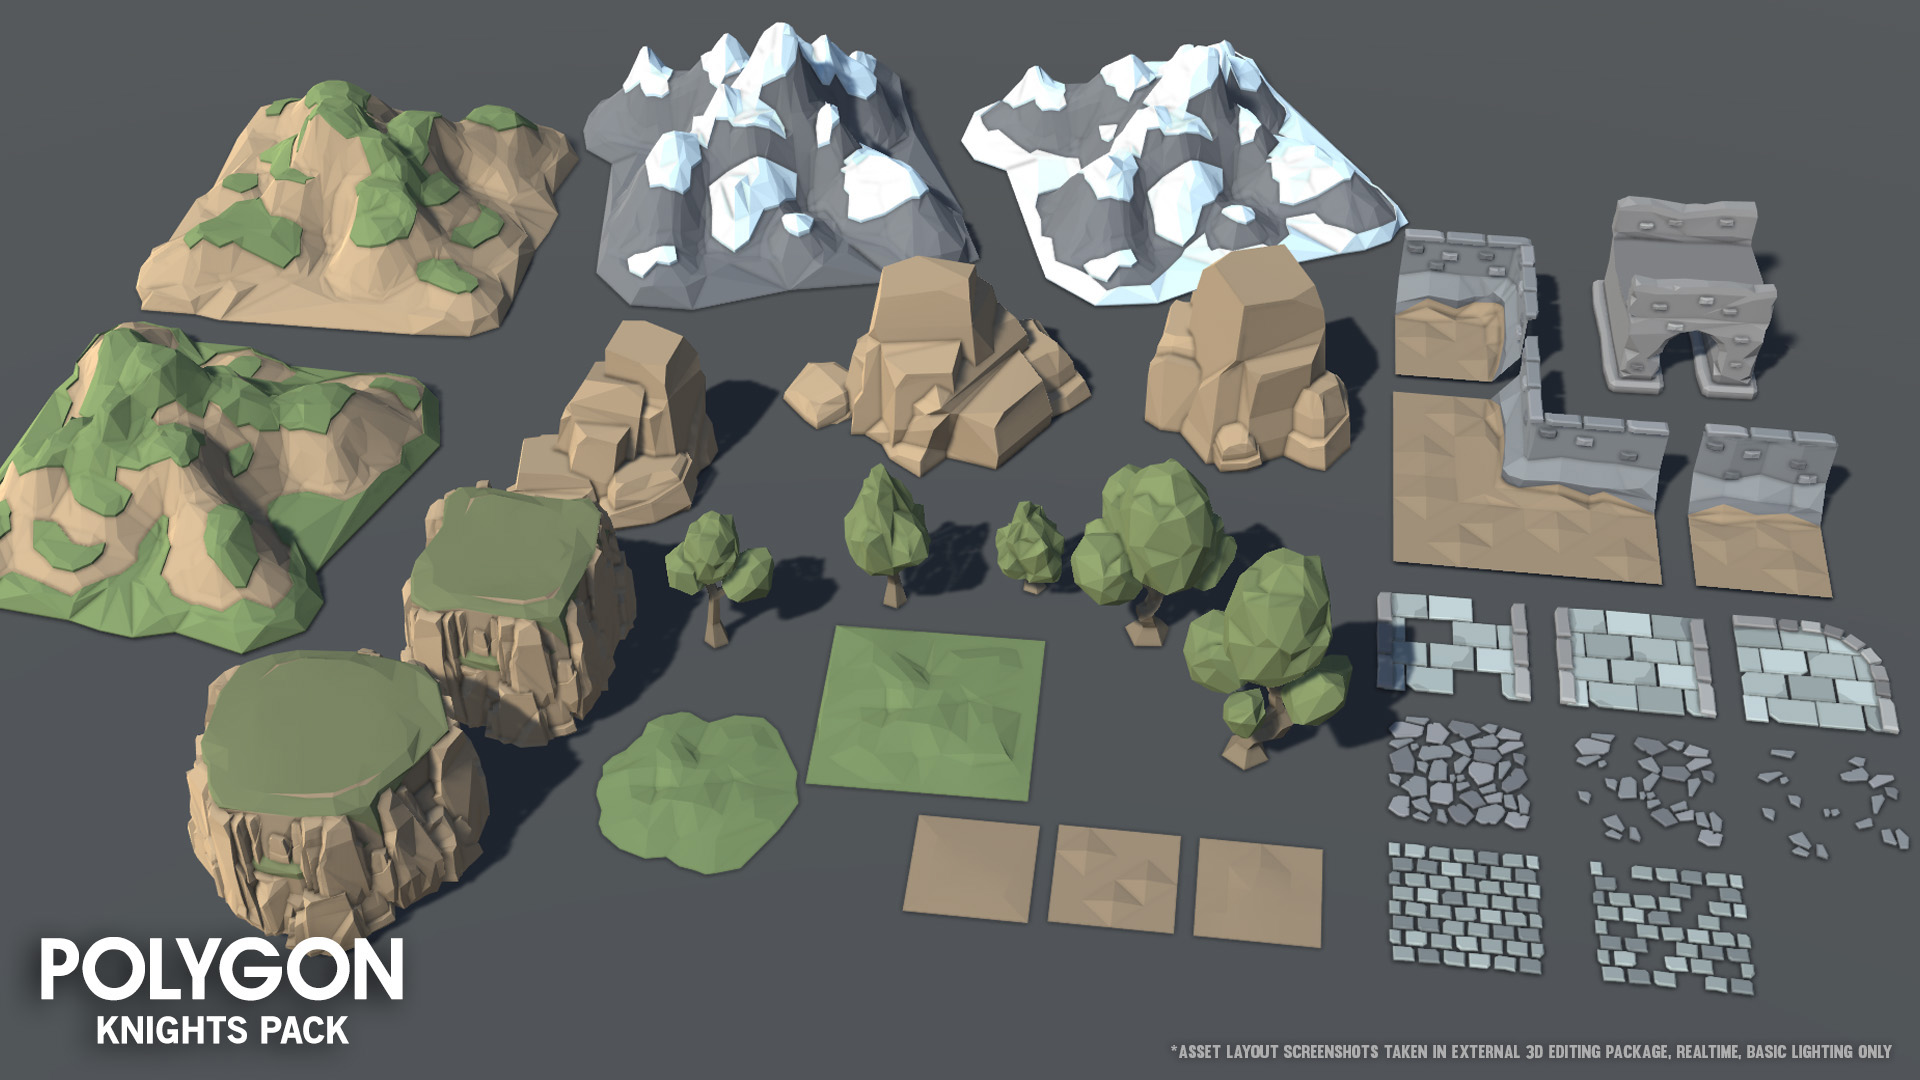 POLYGON
KNIGHTS PACK
*ASSET LAYOUT SCREENSHOTS TAKEN IN EXTERNAL 3D EDITING PACKAGE, REALTIME, BASIC LIGHTING ONLY